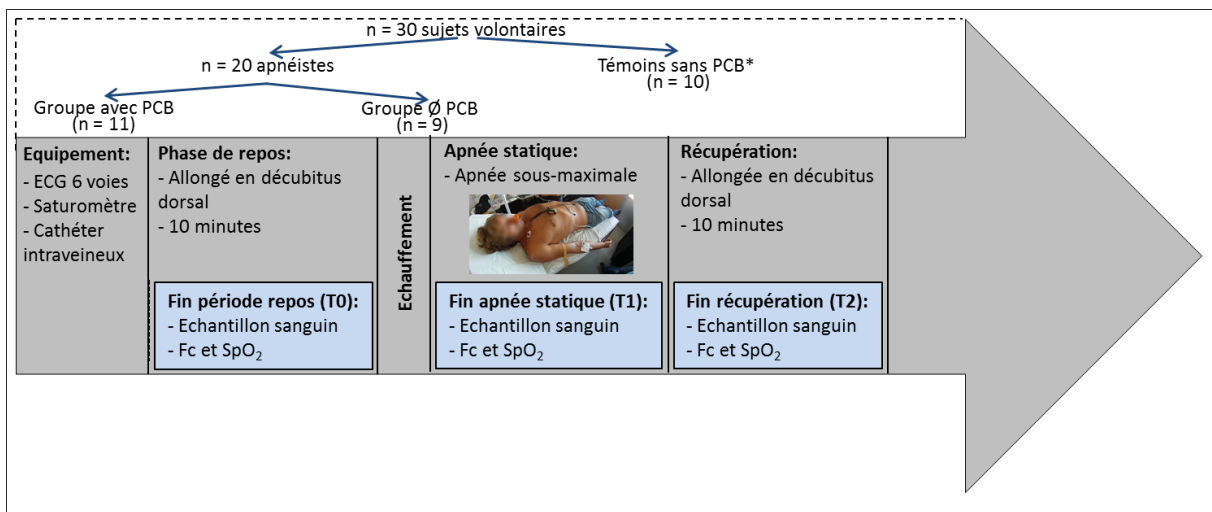 n = 30 sujets volontaires
n = 20 apnéistes
Témoins sans PCB*
(n = 10)
Groupe avec PCB
(n = 11)
Groupe Ø PCB
(n = 9)
Equipement:
- ECG 6 voies
- Saturomètre
- Cathéter
intraveineux
Phase de repos:
- Allongé en décubitus
dorsal
- 10 minutes
Fin période repos (T0):
- Echantillon sanguin
- Fc et SpO₂
Echauffement
Apnée statique:
- Apnée sous-maximale
Fin apnée statique (T1):
- Echantillon sanguin
- Fc et SpO₂
Récupération:
- Allongée en décubitus
dorsal
- 10 minutes
Fin récupération (T2):
- Echantillon sanguin
- Fc et SpO₂